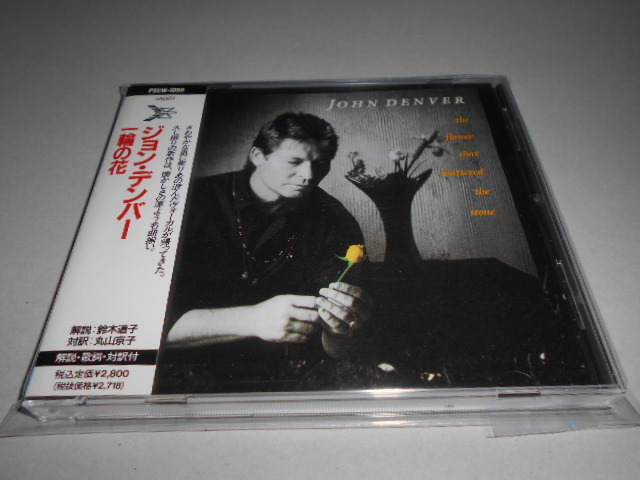 PSCW-1099
ジョン・デンバー
一輪の花
解説：鈴木道子
対訳：丸山京子
解説・歌詞・対訳付
税込定価¥2,800
(税抜価格¥2,718)
JOHN DENVER
the
flower
that
shattered
the
stone